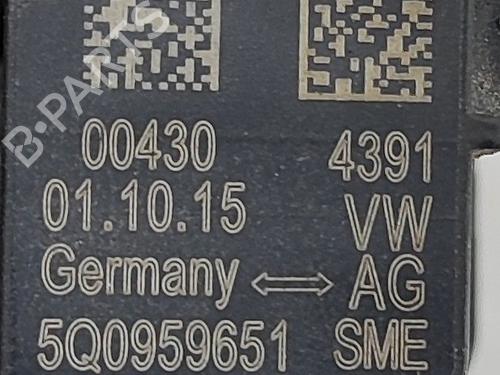 B-PARTS
00430 4391
01.10.15 VW
Germany ⟷ AG
5Q0959651 SME